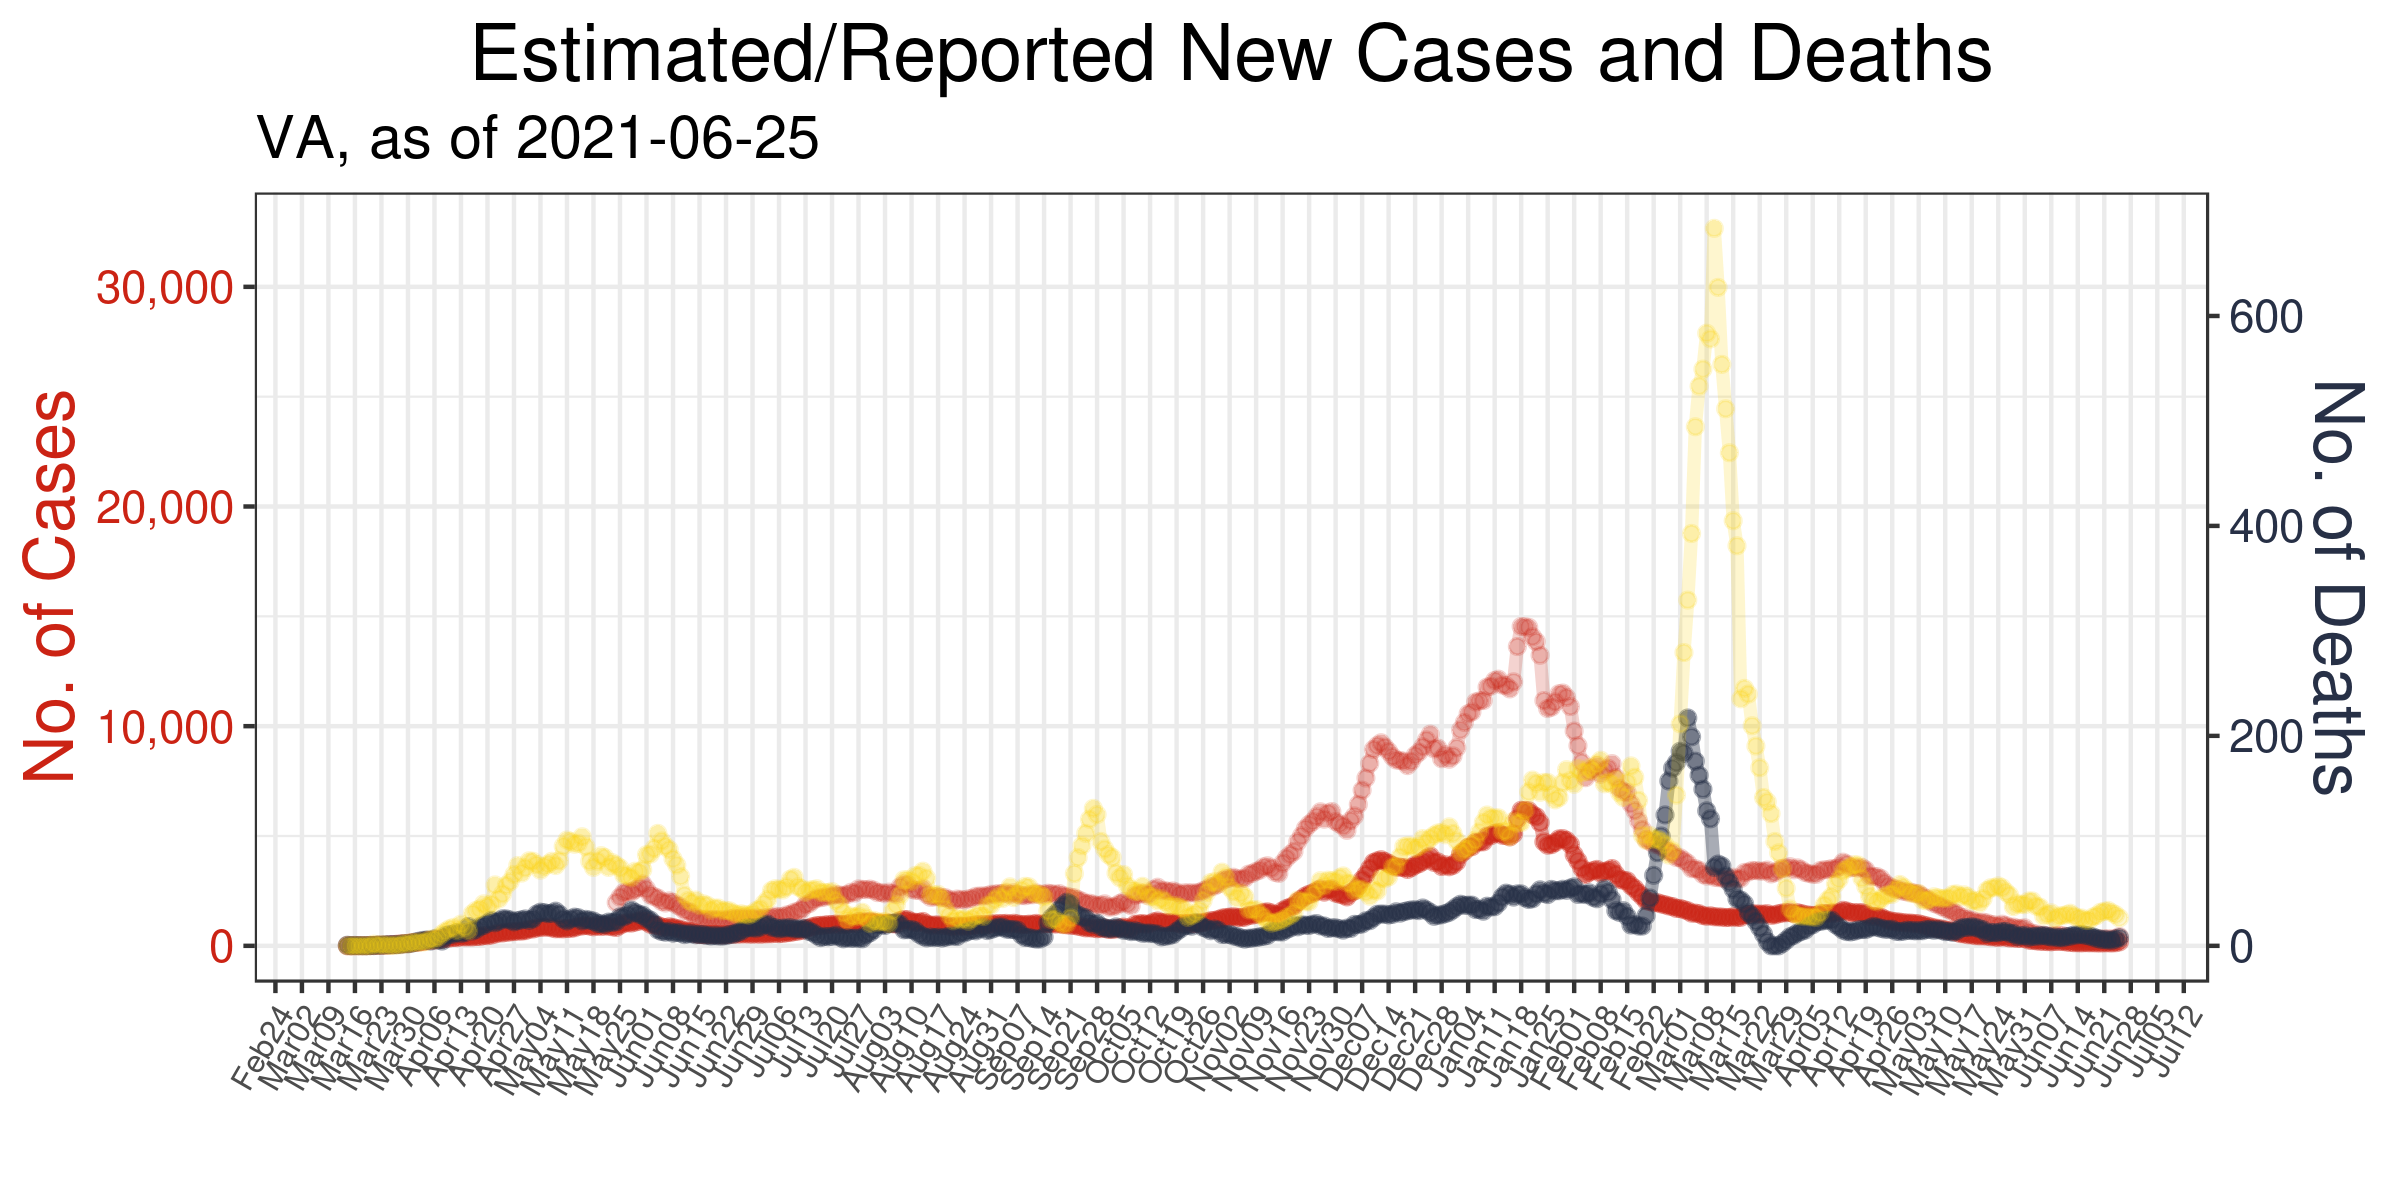 Estimated/Reported New Cases and Deaths
VA, as of 2021-06-25
No. of Cases
30,000
20,000
10,000
0
No. of Deaths
600
400
200
0
Feb24
Mar02
Mar09
Mar16
Mar23
Mar30
Apr06
Apr13
Apr20
Apr27
May04
May11
May18
May25
Jun01
Jun08
Jun15
Jun22
Jun29
Jul06
Jul13
Jul20
Jul27
Aug03
Aug10
Aug17
Aug24
Aug31
Sep07
Sep14
Sep21
Sep28
Oct05
Oct12
Oct19
Oct26
Nov02
Nov09
Nov16
Nov23
Nov30
Dec07
Dec14
Dec21
Dec28
Jan04
Jan11
Jan18
Jan25
Feb01
Feb08
Feb15
Feb22
Mar01
Mar08
Mar15
Mar22
Mar29
Apr05
Apr12
Apr19
Apr26
May03
May10
May17
May24
May31
Jun07
Jun14
Jun21
Jun28
Jul05
Jul12